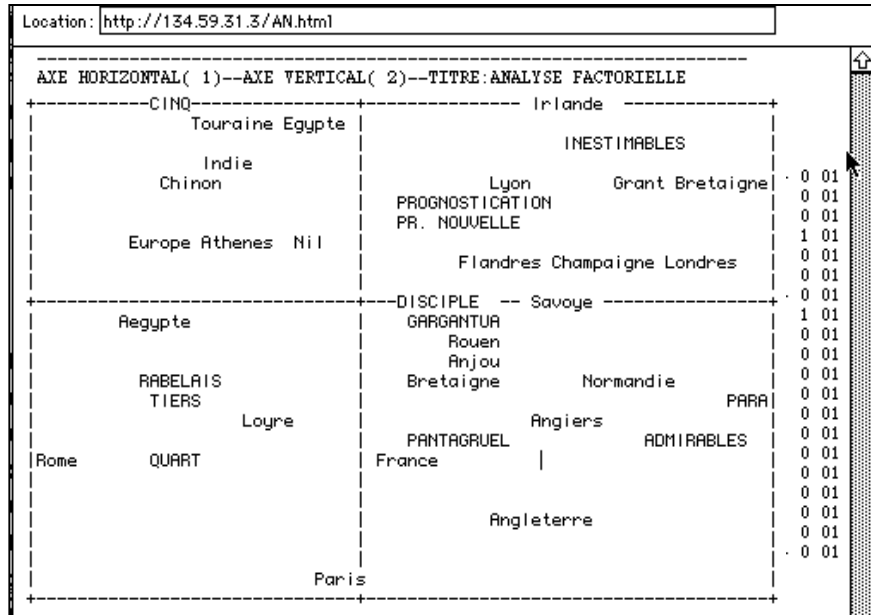 Location: http://134.59.31.3/AN.html
AXE HORIZONTAL( 1)--AXE VERTICAL( 2)--TITRE:ANALYSE FACTORIELLE
CINQ Irlande
Touraine Egypte
INESTIMABLES
Indie
Chinon Lyon Grant Bretaigne . 0 01
PROGNOSTICATION 0 01
PR. NOUVELLE 0 01
1 01
Europe Athenes Nil 0 01
Flandres Champaigne Londres 0 01
DISCIPLE -- Savoye . 0 01
Aegypte GARGANTUA 1 01
Rouen 0 01
Anjou 0 01
RABELAIS Bretaigne Normandie 0 01
TIERS PARA 0 01
Loyre Angiers 0 01
PANTAGRUEL ADMIRABLES 0 01
Rome QUART France 0 01
0 01
0 01
Angleterre 0 01
0 01
. 0 01
Paris